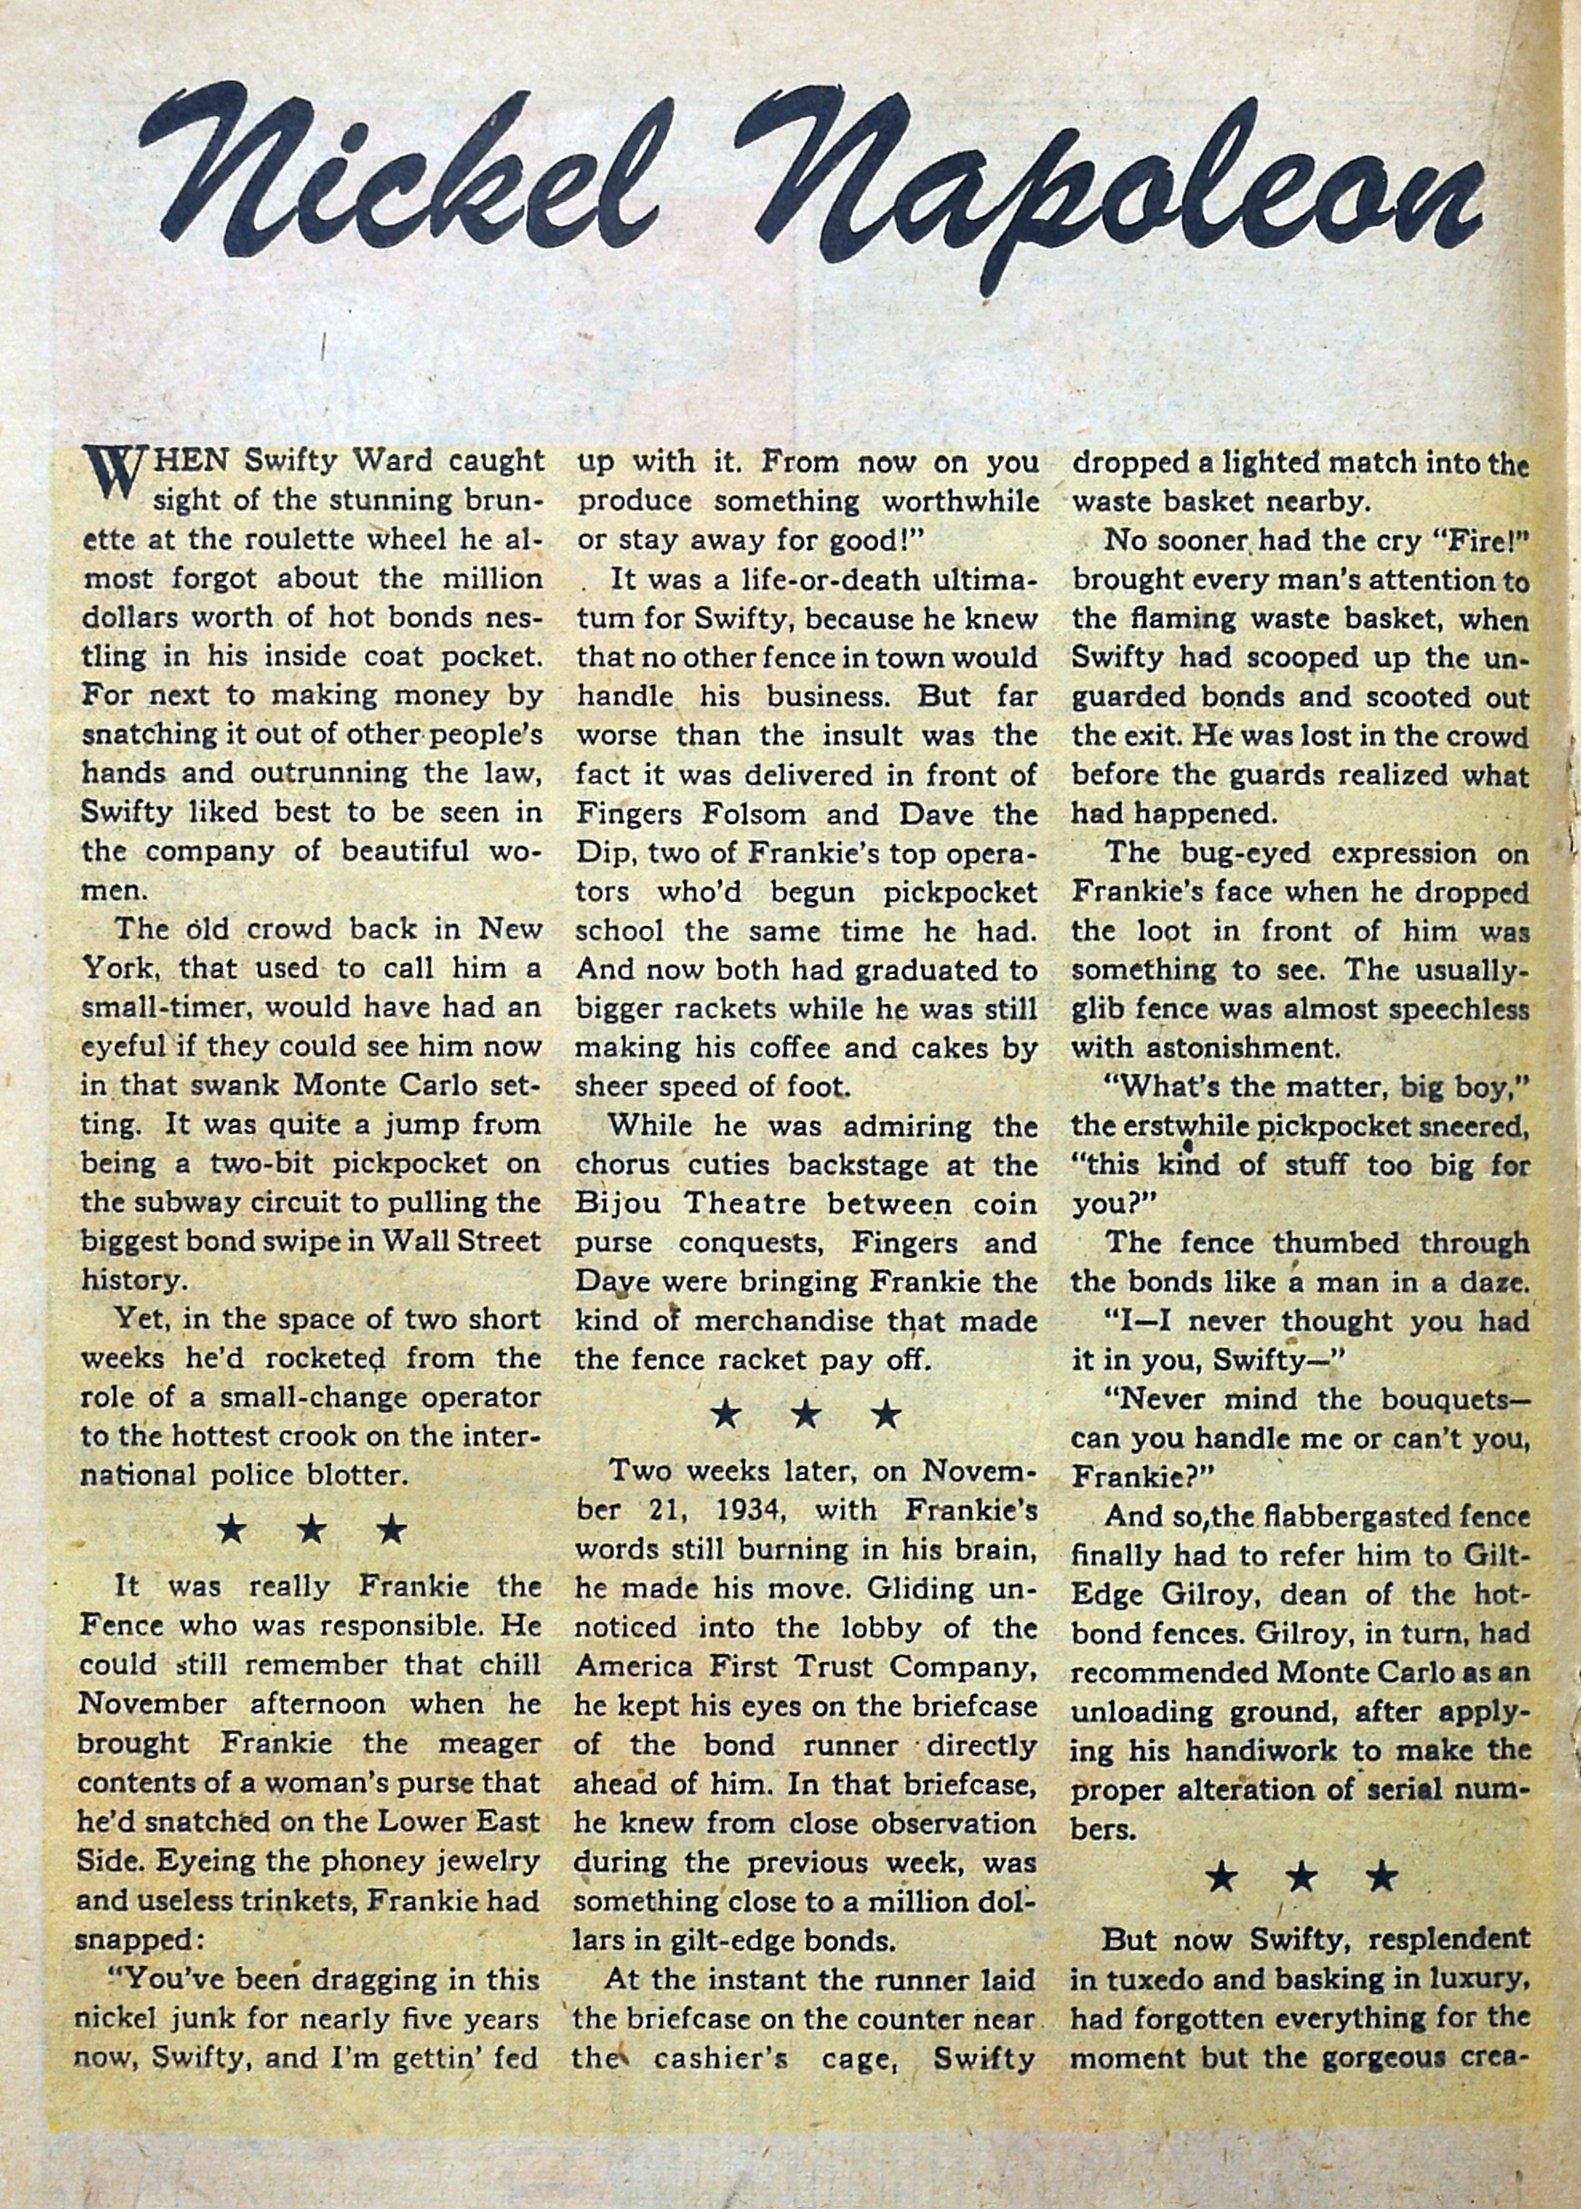 Nickel Napoleon
WHEN Swifty Ward caught
sight of the stunning brun-
ette at the roulette wheel he al-
most forgot about the million
dollars worth of hot bonds nes-
tling in his inside coat pocket.
For next to making money by
snatching it out of other people's
hands and outrunning the law,
Swifty liked best to be seen in
the company of beautiful wo-
men.
The old crowd back in New
York, that used to call him a
small-timer, would have had an
eyeful if they could see him now
in that swank Monte Carlo set-
ting. It was quite a jump from
being a two-bit pickpocket on
the subway circuit to pulling the
biggest bond swipe in Wall Street
history.
Yet, in the space of two short
weeks he'd rocketed from the
role of a small-change operator
to the hottest crook on the inter-
national police blotter.
★ ★ ★
It was really Frankie the
Fence who was responsible. He
could still remember that chill
November afternoon when he
brought Frankie the meager
contents of a woman's purse that
he'd snatched on the Lower East
Side. Eyeing the phoney jewelry
and useless trinkets, Frankie had
snapped:
"You've been dragging in this
nickel junk for nearly five years
now, Swifty, and I'm gettin' fed
up with it. From now on you
produce something worthwhile
or stay away for good!"
It was a life-or-death ultima-
tum for Swifty, because he knew
that no other fence in town would
handle his business. But far
worse than the insult was the
fact it was delivered in front of
Fingers Folsom and Dave the
Dip, two of Frankie's top opera-
tors who'd begun pickpocket
school the same time he had.
And now both had graduated to
bigger rackets while he was still
making his coffee and cakes by
sheer speed of foot.
While he was admiring the
chorus cuties backstage at the
Bijou Theatre between coin
purse conquests, Fingers and
Dave were bringing Frankie the
kind of merchandise that made
the fence racket pay off.
★ ★ ★
Two weeks later, on Novem-
ber 21, 1934, with Frankie's
words still burning in his brain,
he made his move. Gliding un-
noticed into the lobby of the
America First Trust Company,
he kept his eyes on the briefcase
of the bond runner directly
ahead of him. In that briefcase,
he knew from close observation
during the previous week, was
something close to a million dol-
lars in gilt-edge bonds.
At the instant the runner laid
the briefcase on the counter near
the cashier's cage, Swifty
dropped a lighted match into the
waste basket nearby.
No sooner had the cry "Fire!"
brought every man's attention to
the flaming waste basket, when
Swifty had scooped up the un-
guarded bonds and scooted out
the exit. He was lost in the crowd
before the guards realized what
had happened.
The bug-eyed expression on
Frankie's face when he dropped
the loot in front of him was
something to see. The usually-
glib fence was almost speechless
with astonishment.
"What's the matter, big boy,"
the erstwhile pickpocket sneered,
"this kind of stuff too big for
you?"
The fence thumbed through
the bonds like a man in a daze.
"I—I never thought you had
it in you, Swifty—"
"Never mind the bouquets—
can you handle me or can't you,
Frankie?"
And so, the flabbergasted fence
finally had to refer him to Gilt-
Edge Gilroy, dean of the hot-
bond fences. Gilroy, in turn, had
recommended Monte Carlo as an
unloading ground, after apply-
ing his handiwork to make the
proper alteration of serial num-
bers.
★ ★ ★
But now Swifty, resplendent
in tuxedo and basking in luxury,
had forgotten everything for the
moment but the gorgeous crea-